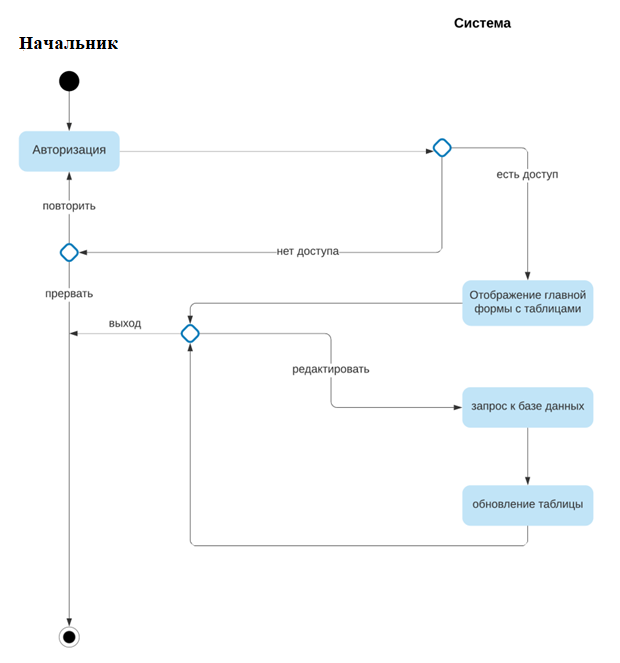 Система
Начальник
Авторизация
есть доступ
повторить
нет доступа
прервать
Отображение главной
формы с таблицами
выход
редактировать
запрос к базе данных
обновление таблицы